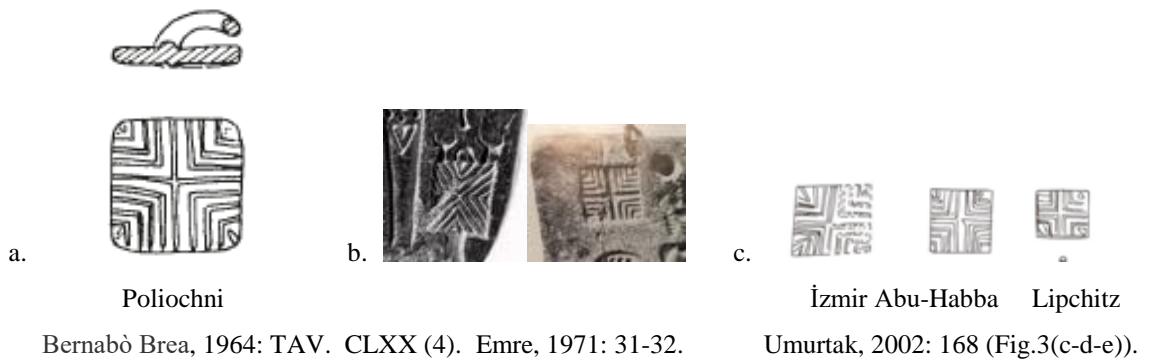 a.
b.
c.
Poliochni
İzmir Abu-Habba Lipchitz
Bernabò Brea, 1964: TAV. CLXX (4). Emre, 1971: 31-32. Umurtak, 2002: 168 (Fig.3(c-d-e)).